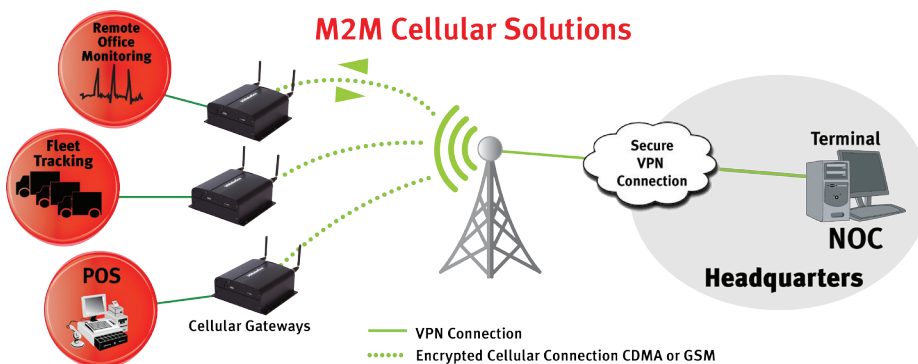 M2M Cellular Solutions
Remote
Office
Monitoring
Fleet
Tracking
POS
Cellular Gateways
Secure
VPN
Connection
Terminal
NOC
Headquarters
VPN Connection
Encrypted Cellular Connection CDMA or GSM